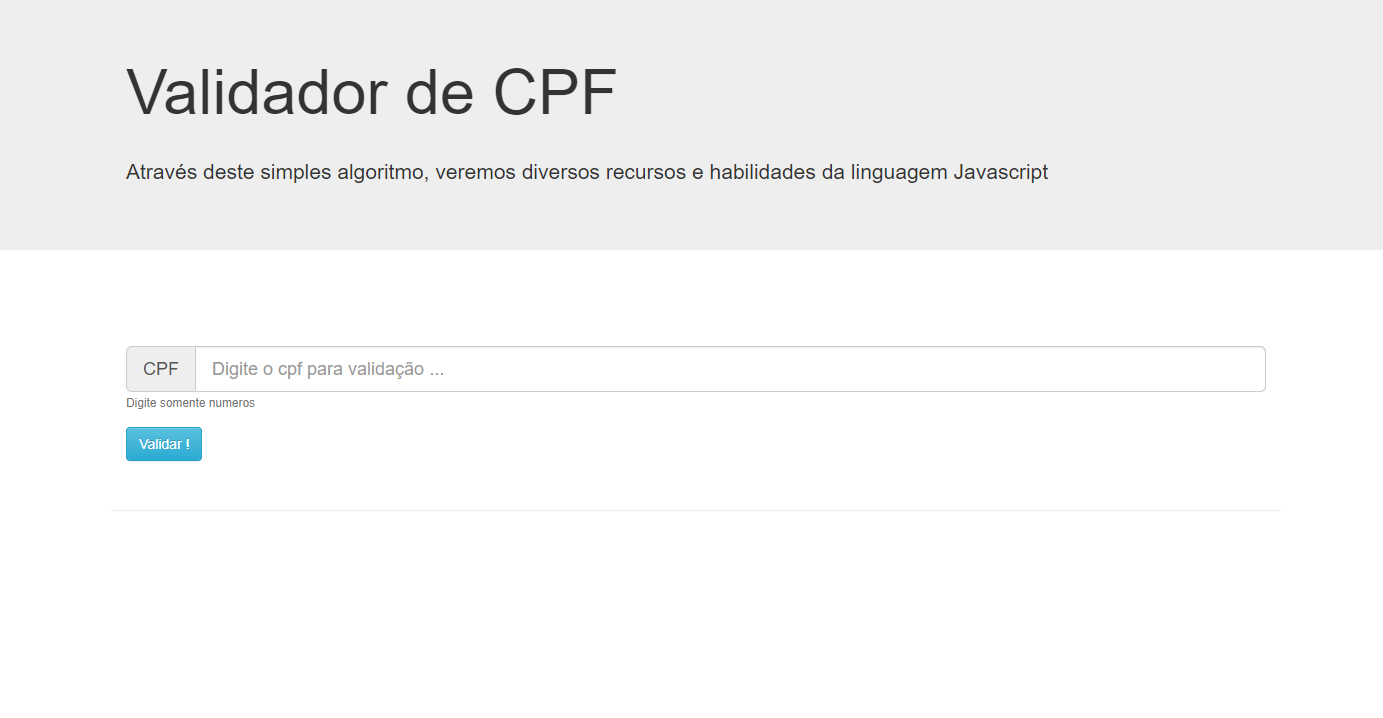 Validador de CPF
Através deste simples algoritmo, veremos diversos recursos e habilidades da linguagem Javascript
CPF Digite o cpf para validação ...
Digite somente numeros
Validar !